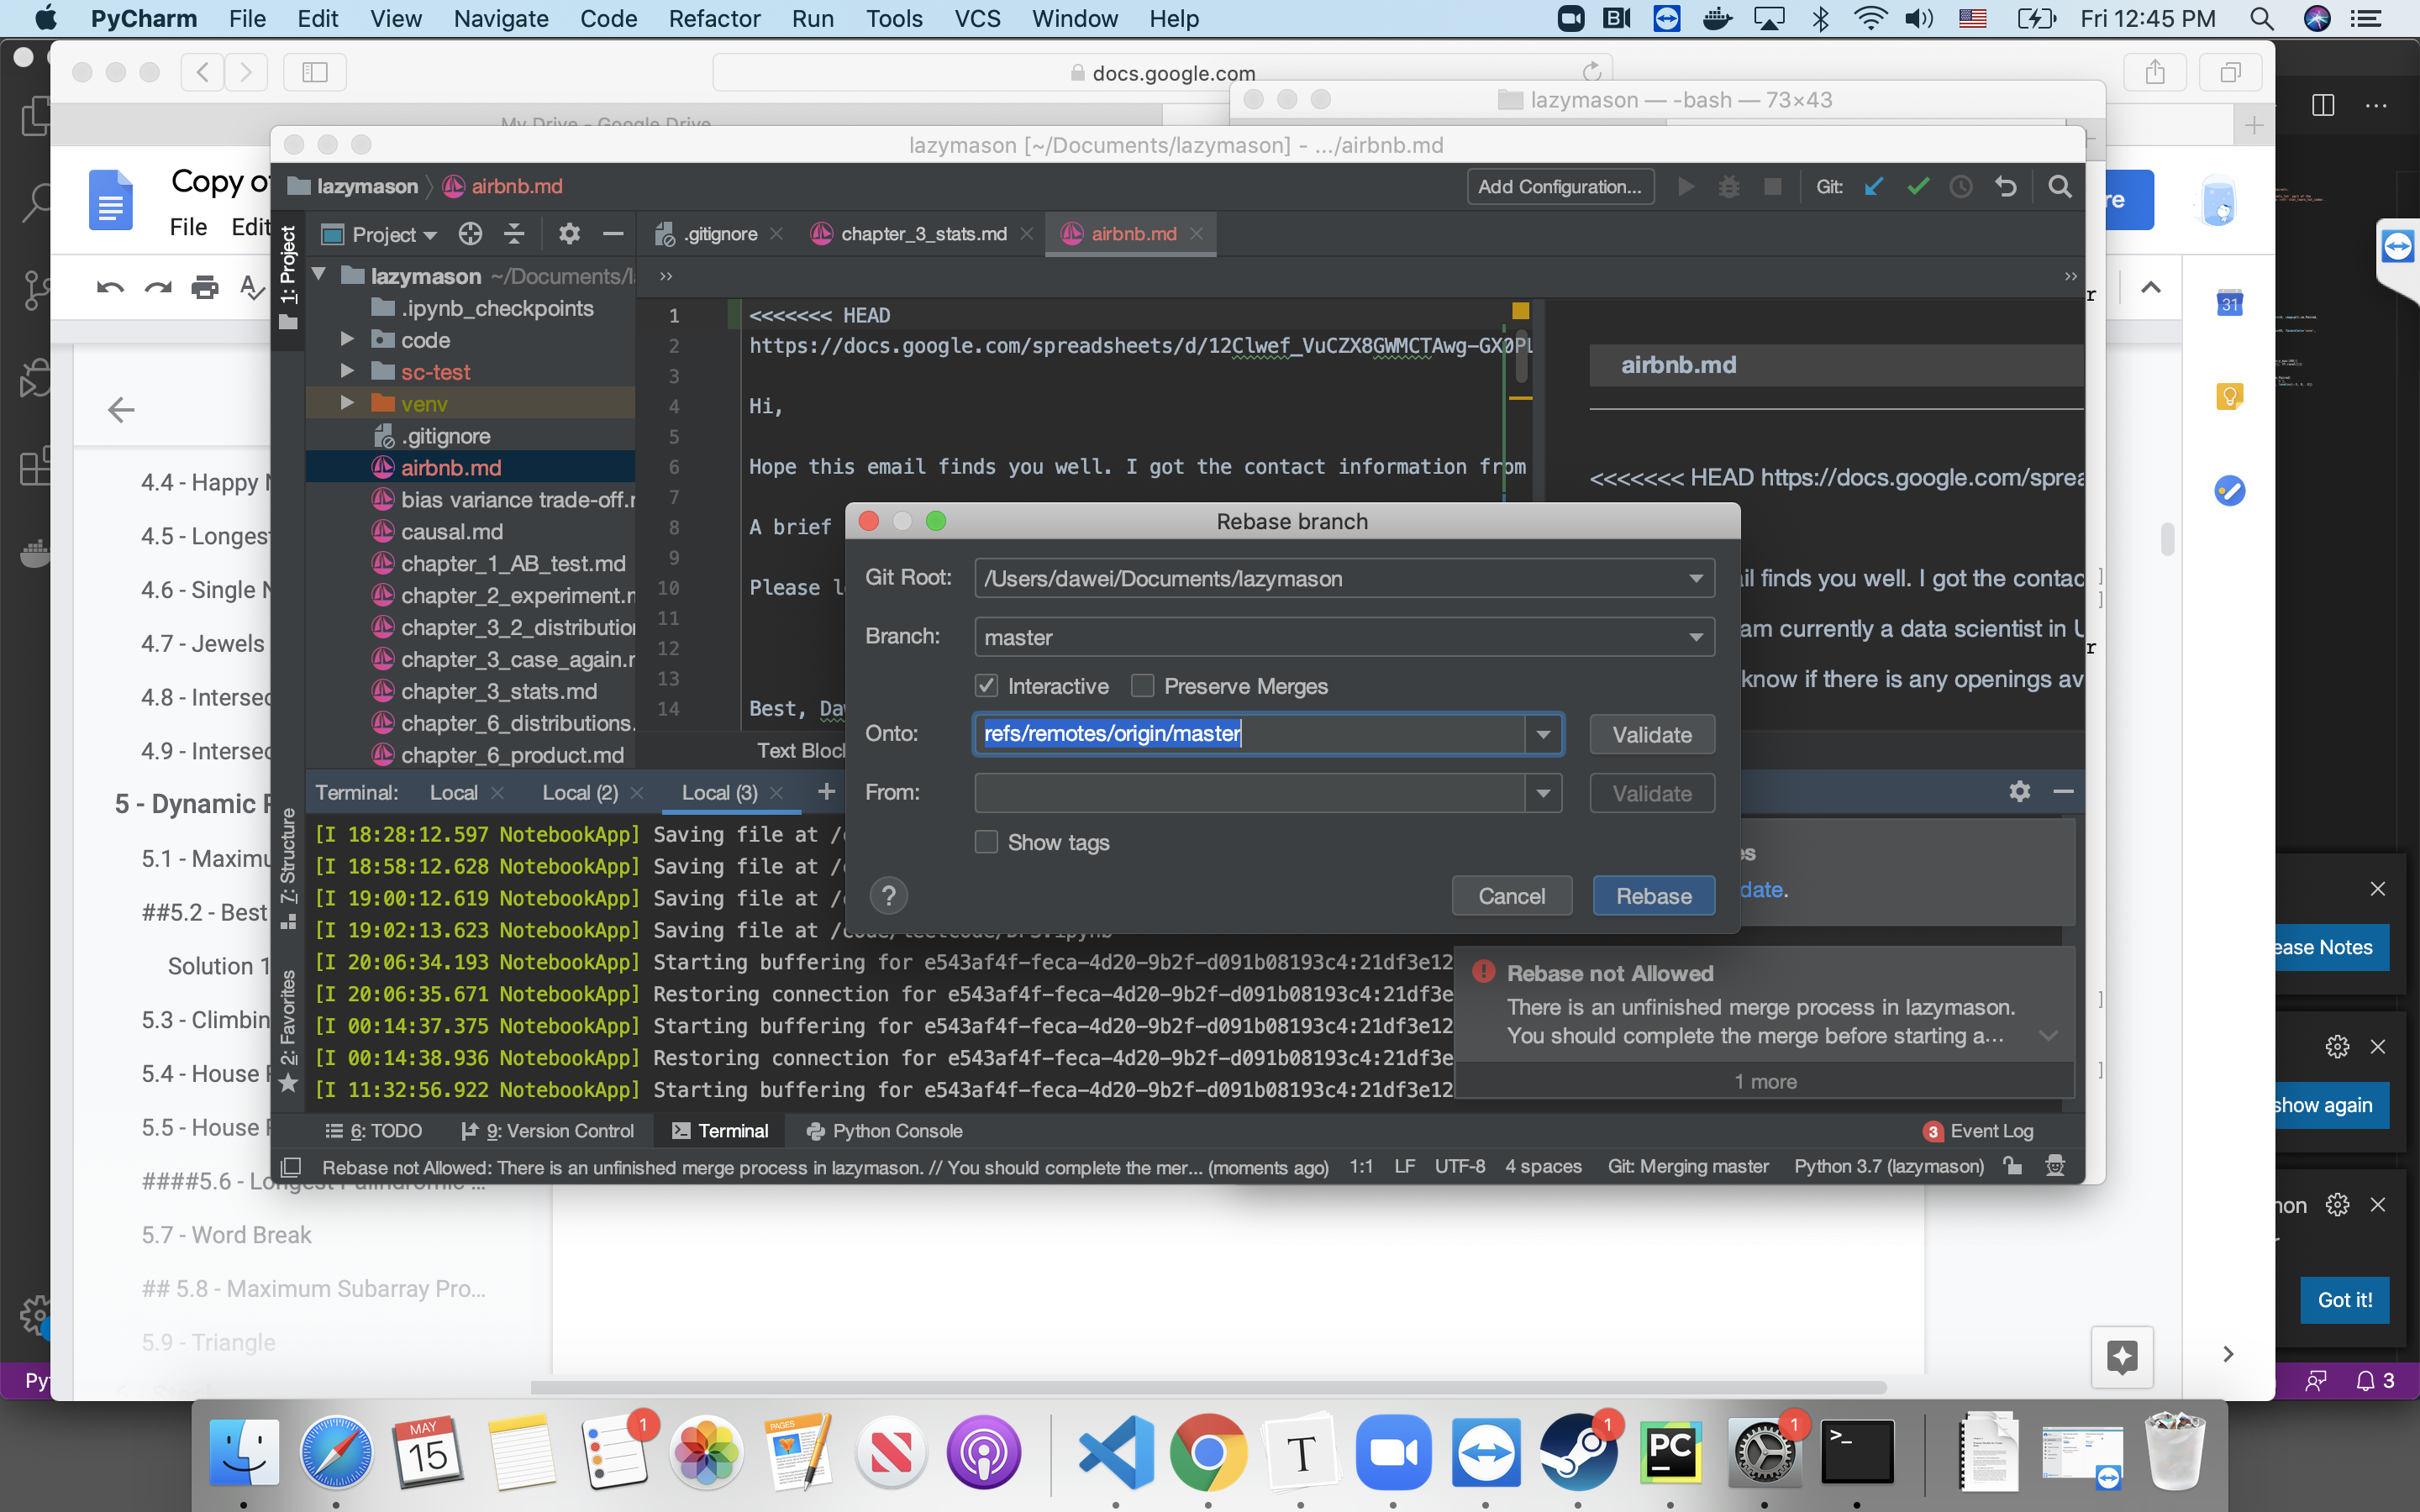 PyCharm File Edit View Navigate Code Refactor Run Tools VCS Window Help Fri 12:45 PM
docs.google.com
lazymason — -bash — 73×43
My Drive - Google Drive
lazymason [~/Documents/lazymason] - .../airbnb.md
Copy of
File Edit
lazymason airbnb.md Add Configuration... Git:
1: Project
Project .gitignore chapter_3_stats.md airbnb.md
lazymason ~/Documents/
.ipynb_checkpoints
code
sc-test
venv
.gitignore
airbnb.md
bias variance trade-off.
causal.md
chapter_1_AB_test.md
chapter_2_experiment.
chapter_3_2_distribution
chapter_3_case_again.
chapter_3_stats.md
chapter_6_distributions.
chapter_6_product.md
1 <<<<<<< HEAD
2 https://docs.google.com/spreadsheets/d/12Clwef_VuCZX8GWMCTAwg-GX0PL
3
4 Hi,
5
6 Hope this email finds you well. I got the contact information from
7
8 A brief
9
10 Please l
11
12
13
14 Best, Daw
Text Block
airbnb.md
<<<<<<< HEAD https://docs.google.com/sprea
il finds you well. I got the contac
am currently a data scientist in U
know if there is any openings av
Rebase branch
Git Root: /Users/dawei/Documents/lazymason
Branch: master
Interactive Preserve Merges
Onto: refs/remotes/origin/master Validate
From: Validate
Show tags
? Cancel Rebase
Terminal: Local Local (2) Local (3) +
[I 18:28:12.597 NotebookApp] Saving file at /
[I 18:58:12.628 NotebookApp] Saving file at /
[I 19:00:12.619 NotebookApp] Saving file at /
[I 19:02:13.623 NotebookApp] Saving file at /code/leetcode/DFS.ipynb
[I 20:06:34.193 NotebookApp] Starting buffering for e543af4f-feca-4d20-9b2f-d091b08193c4:21df3e12
[I 20:06:35.671 NotebookApp] Restoring connection for e543af4f-feca-4d20-9b2f-d091b08193c4:21df3e
[I 00:14:37.375 NotebookApp] Starting buffering for e543af4f-feca-4d20-9b2f-d091b08193c4:21df3e12
[I 00:14:38.936 NotebookApp] Restoring connection for e543af4f-feca-4d20-9b2f-d091b08193c4:21df3e
[I 11:32:56.922 NotebookApp] Starting buffering for e543af4f-feca-4d20-9b2f-d091b08193c4:21df3e12
7: Structure
2: Favorites
es
date.
Rebase not Allowed
There is an unfinished merge process in lazymason.
You should complete the merge before starting a...
1 more
6: TODO 9: Version Control Terminal Python Console 3 Event Log
Rebase not Allowed: There is an unfinished merge process in lazymason. // You should complete the mer... (moments ago) 1:1 LF UTF-8 4 spaces Git: Merging master Python 3.7 (lazymason)
4.4 - Happy N
4.5 - Longest
4.6 - Single N
4.7 - Jewels
4.8 - Intersec
4.9 - Intersec
5 - Dynamic P
5.1 - Maximu
##5.2 - Best
Solution 1
5.3 - Climbin
5.4 - House R
5.5 - House R
####5.6 - Longest Palindromic ...
5.7 - Word Break
## 5.8 - Maximum Subarray Pro...
5.9 - Triangle
31
ease Notes
show again
non
Got it!
Py
3
MAY
15
1
PAGES
T
1
PC
1
>_